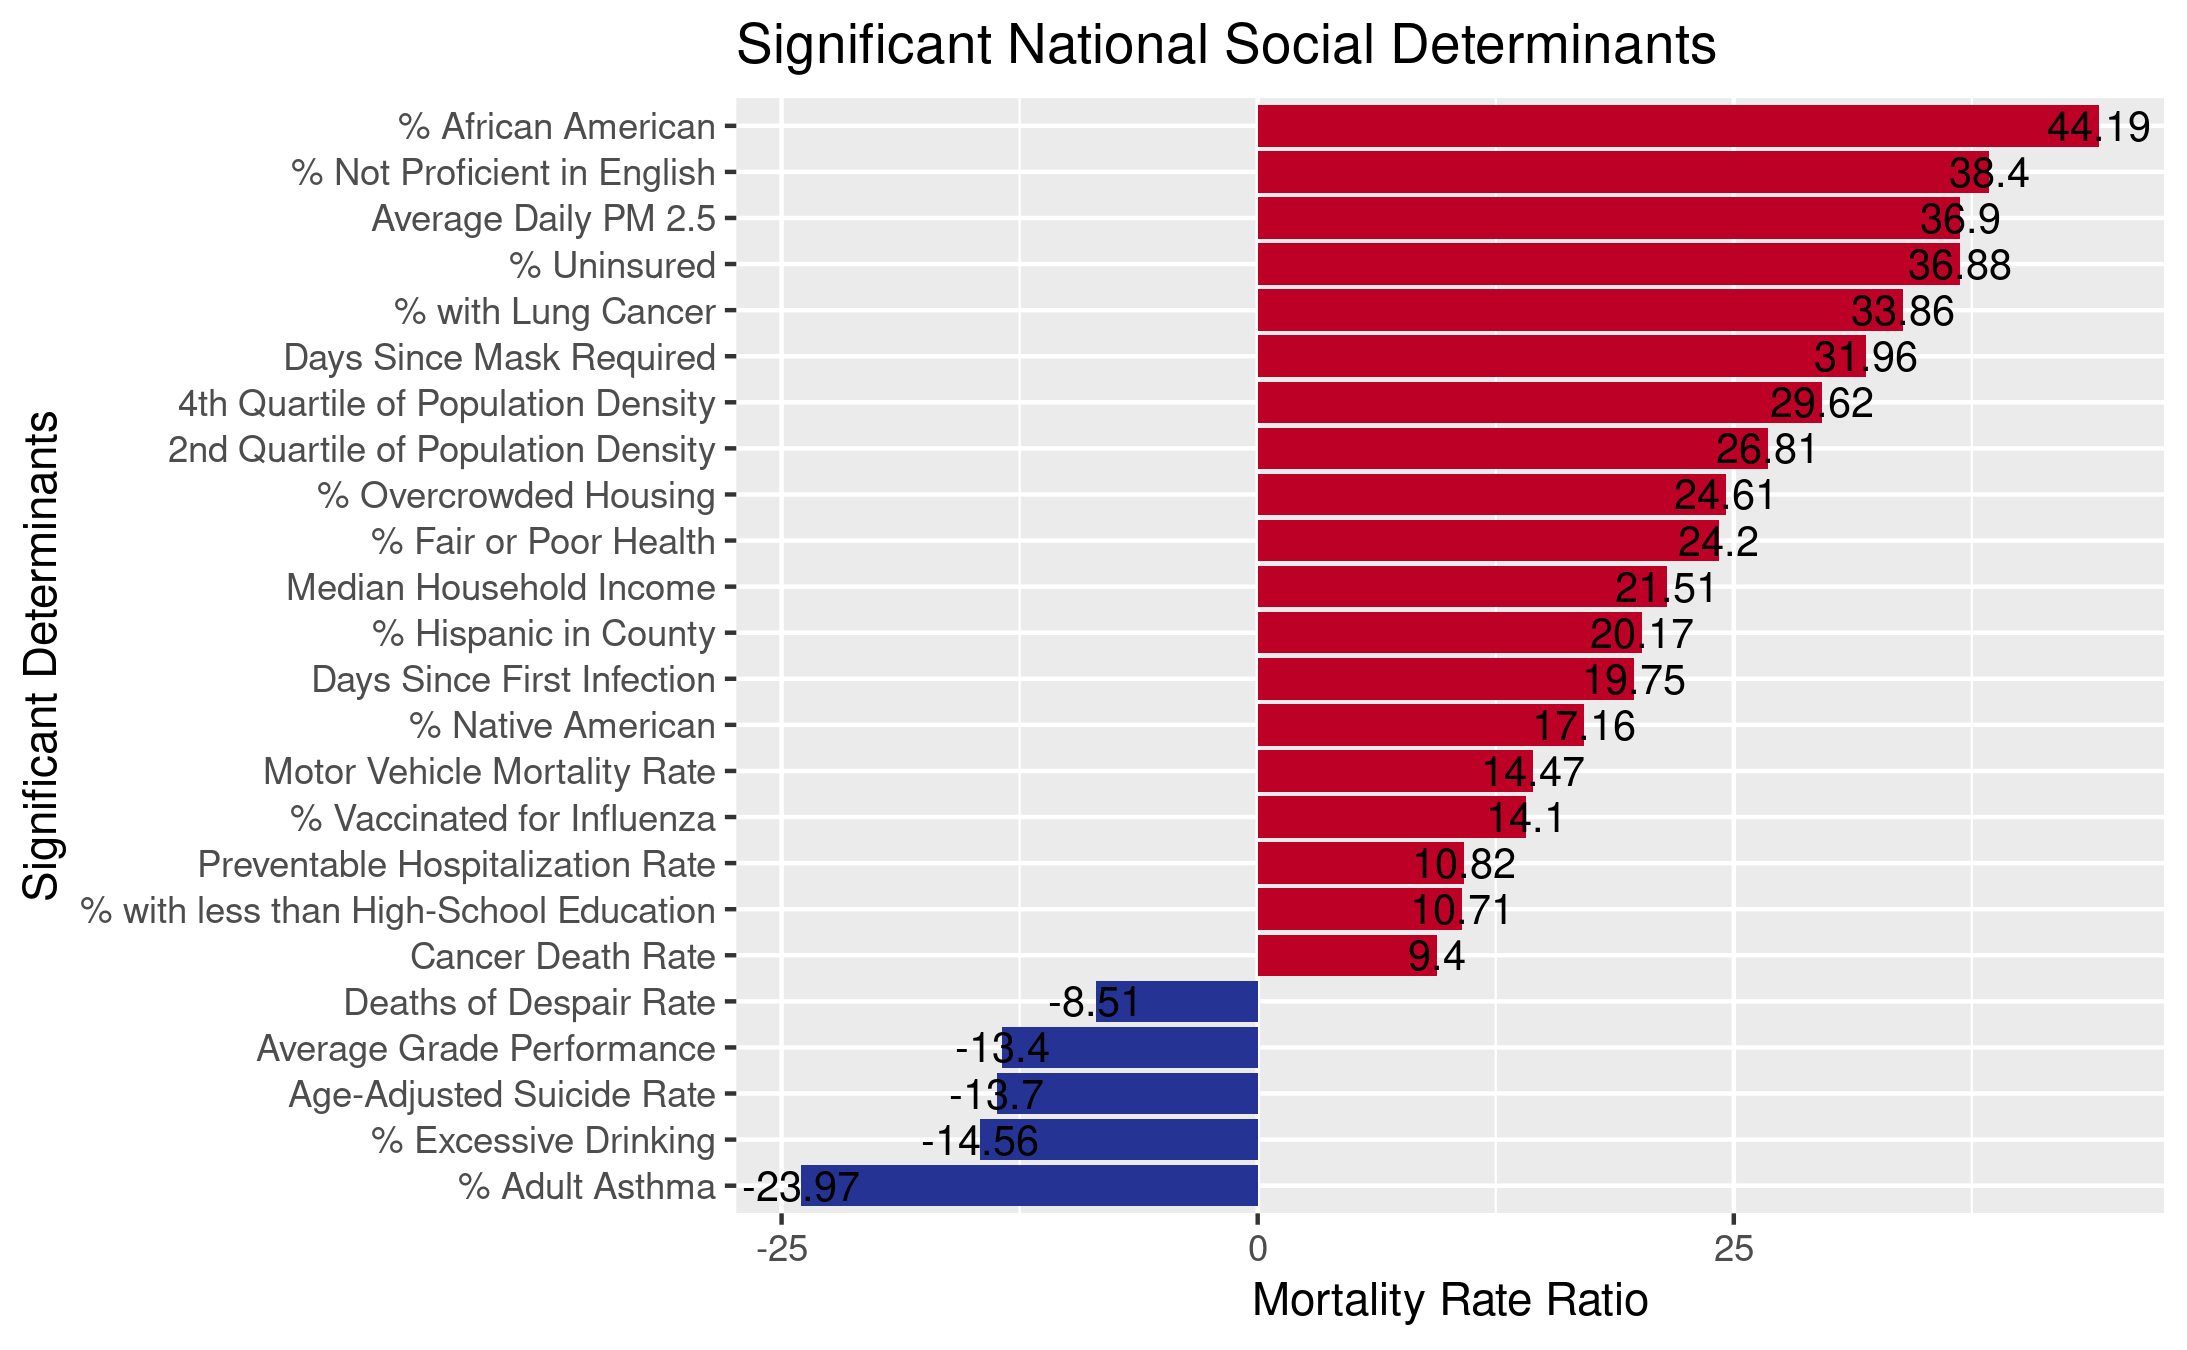 Significant National Social Determinants
Significant Determinants
% African American 44.19
% Not Proficient in English 38.4
Average Daily PM 2.5 36.9
% Uninsured 36.88
% with Lung Cancer 33.86
Days Since Mask Required 31.96
4th Quartile of Population Density 29.62
2nd Quartile of Population Density 26.81
% Overcrowded Housing 24.61
% Fair or Poor Health 24.2
Median Household Income 21.51
% Hispanic in County 20.17
Days Since First Infection 19.75
% Native American 17.16
Motor Vehicle Mortality Rate 14.47
% Vaccinated for Influenza 14.1
Preventable Hospitalization Rate 10.82
% with less than High-School Education 10.71
Cancer Death Rate 9.4
Deaths of Despair Rate -8.51
Average Grade Performance -13.4
Age-Adjusted Suicide Rate -13.7
% Excessive Drinking -14.56
% Adult Asthma -23.97
-25 0 25
Mortality Rate Ratio